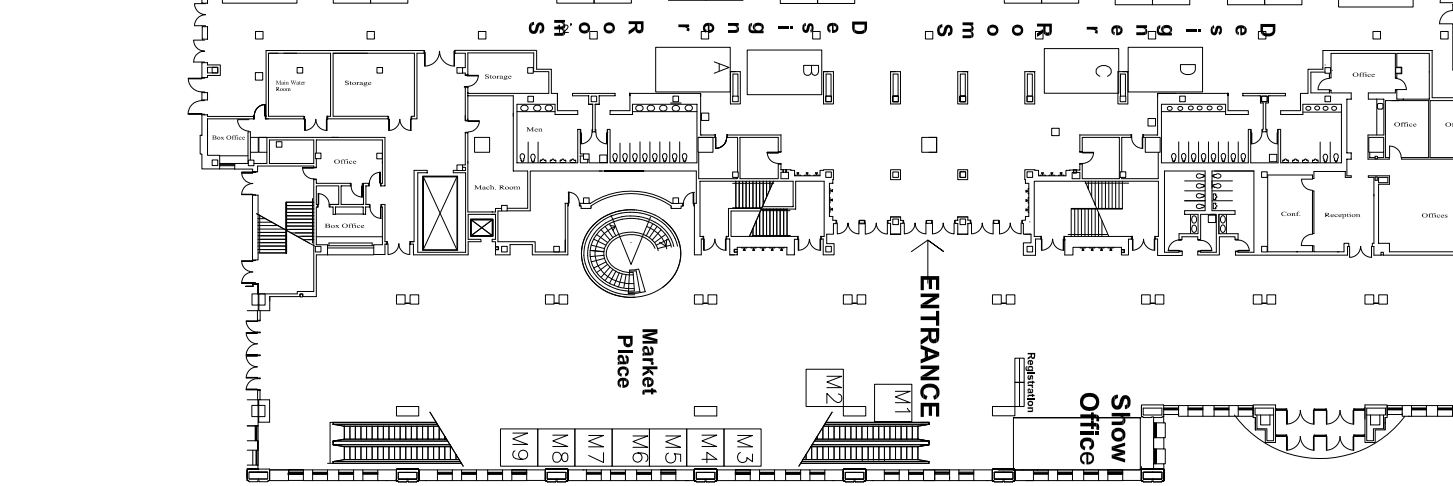 Designer Rooms
Designer Rooms
A
B
C
D
Main Water
Room
Storage
Storage
Office
Box Office
Men
Office
Office
Mach. Room
Box Office
Conf.
Reception
Offices
ENTRANCE
Market
Place
Registration
M2
M1
Show
Office
M9
M8
M7
M6
M5
M4
M3